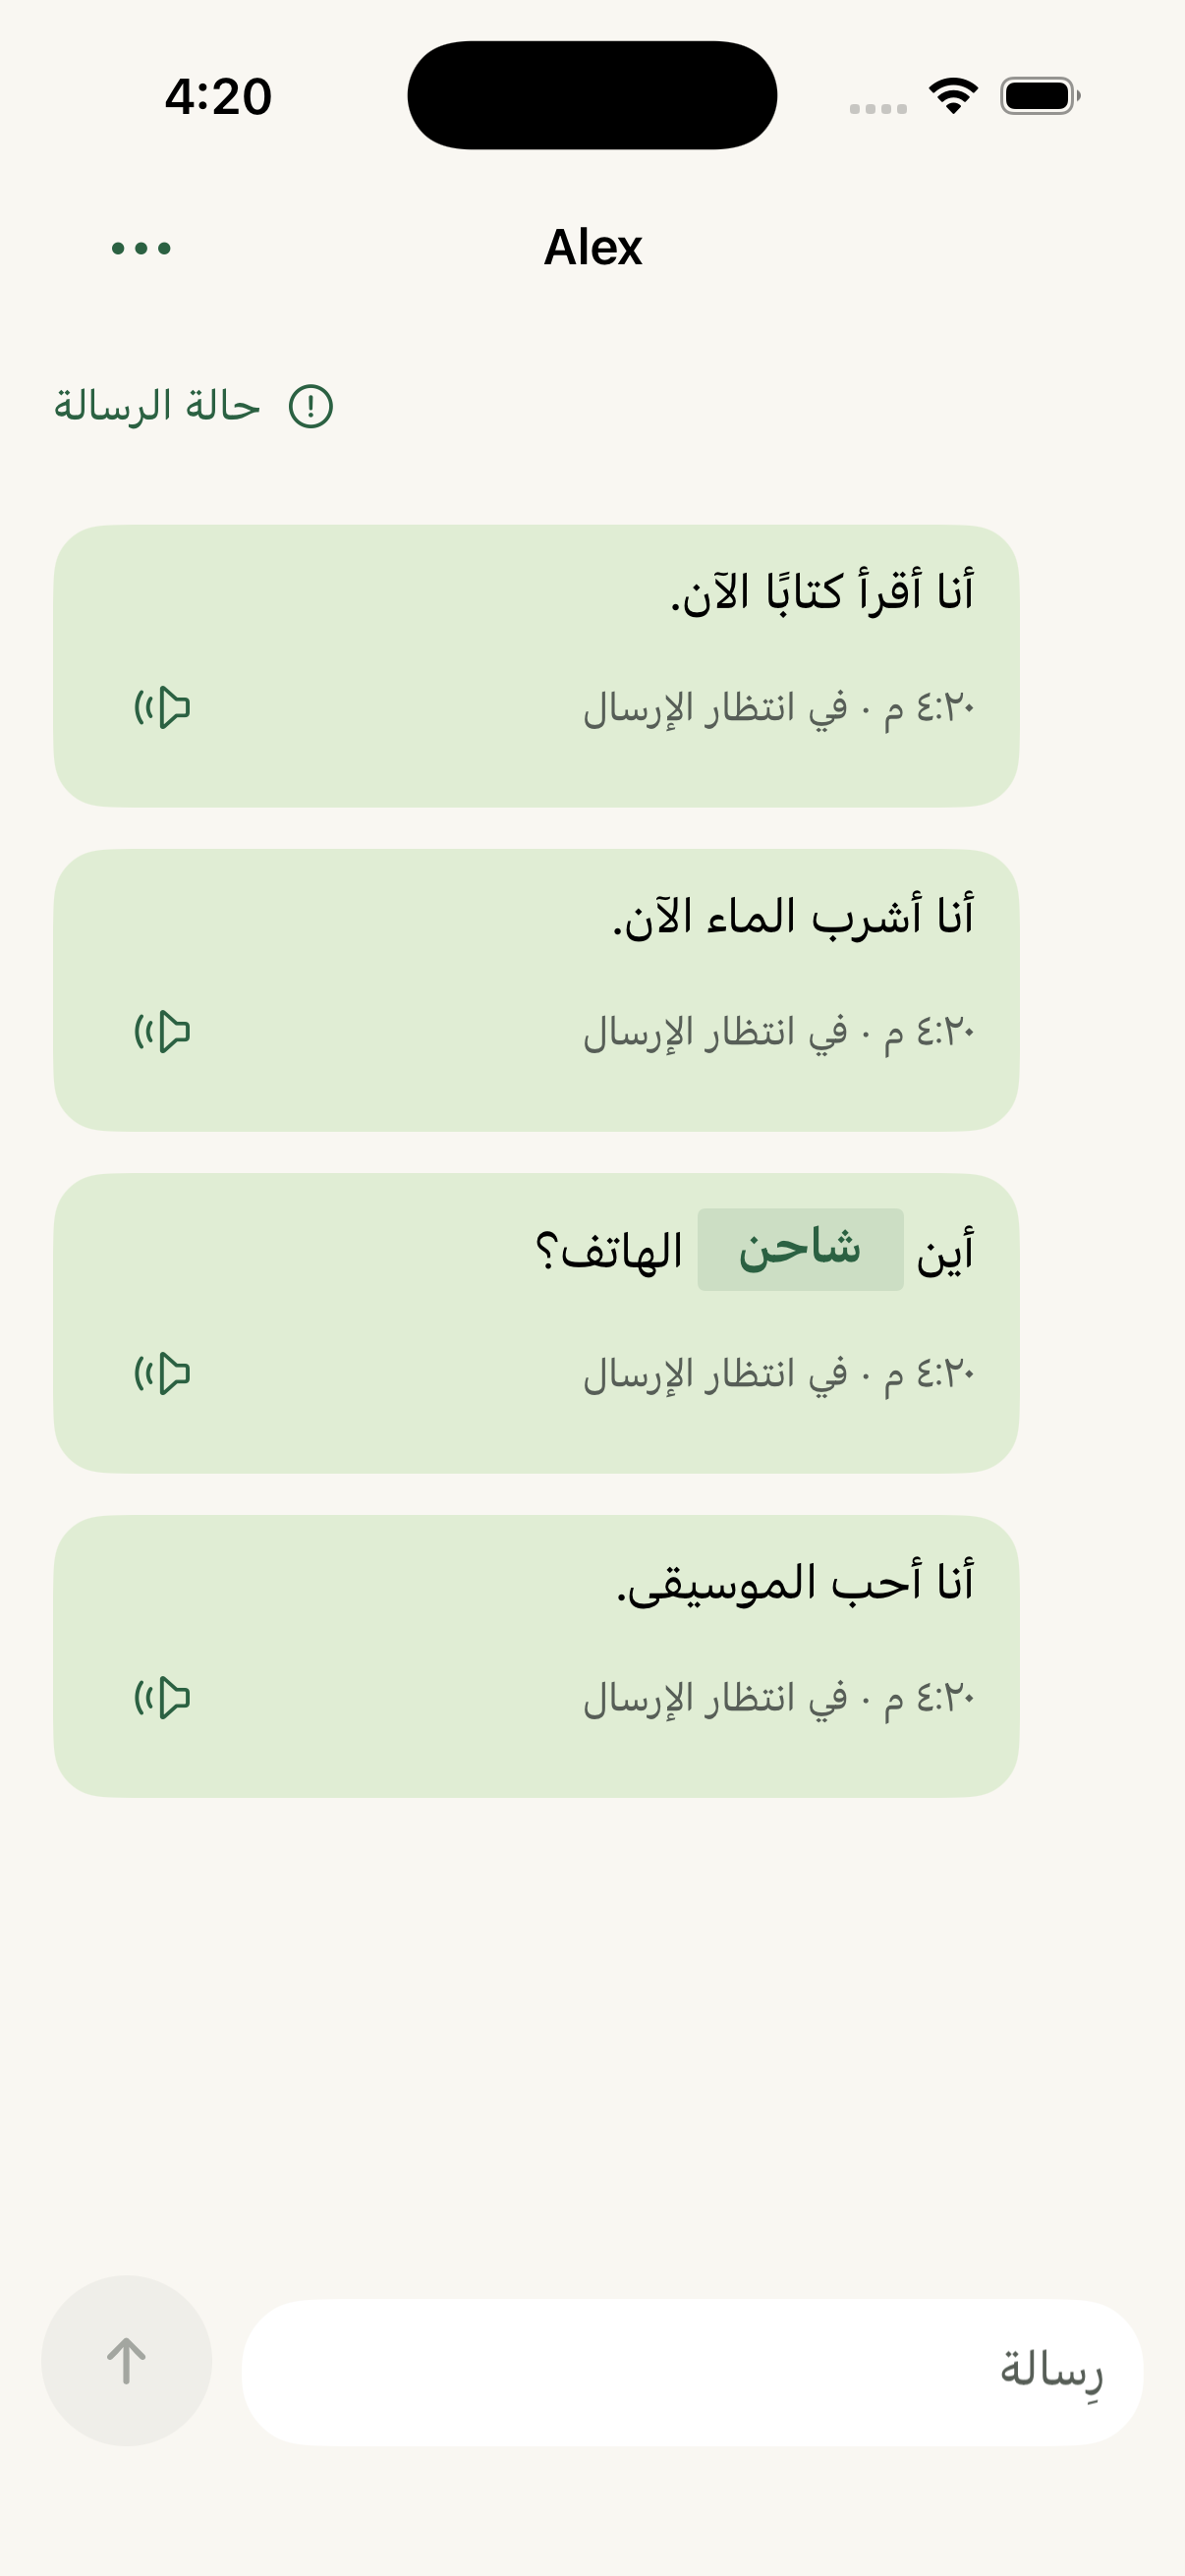 4:20
Alex
حالة الرسالة
أنا أقرأ كتابًا الآن.
٤:٢٠ م · في انتظار الإرسال
أنا أشرب الماء الآن.
٤:٢٠ م · في انتظار الإرسال
أين شاحن الهاتف؟
٤:٢٠ م · في انتظار الإرسال
أنا أحب الموسيقى.
٤:٢٠ م · في انتظار الإرسال
رِسالة